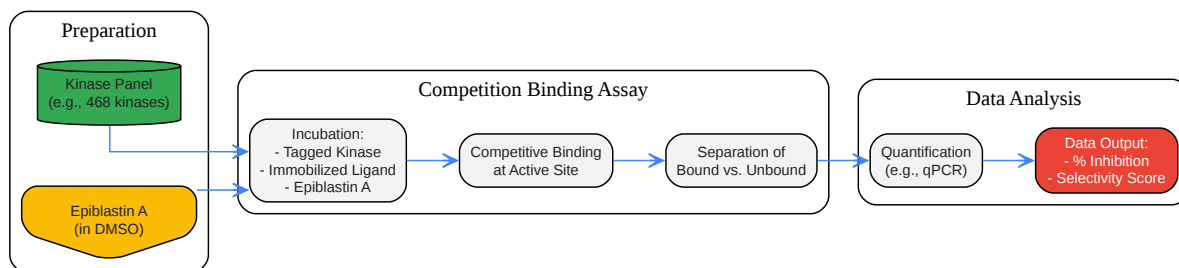 Preparation
Kinase Panel
(e.g., 468 kinases)
Epiblastin A
(in DMSO)
Competition Binding Assay
Incubation:
- Tagged Kinase
- Immobilized Ligand
- Epiblastin A
Competitive Binding
at Active Site
Separation of
Bound vs. Unbound
Data Analysis
Quantification
(e.g., qPCR)
Data Output:
- % Inhibition
- Selectivity Score